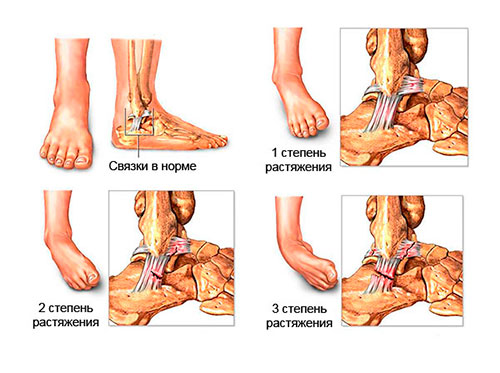 Связки в норме
1 степень
растяжения
2 степень
растяжения
3 степень
растяжения